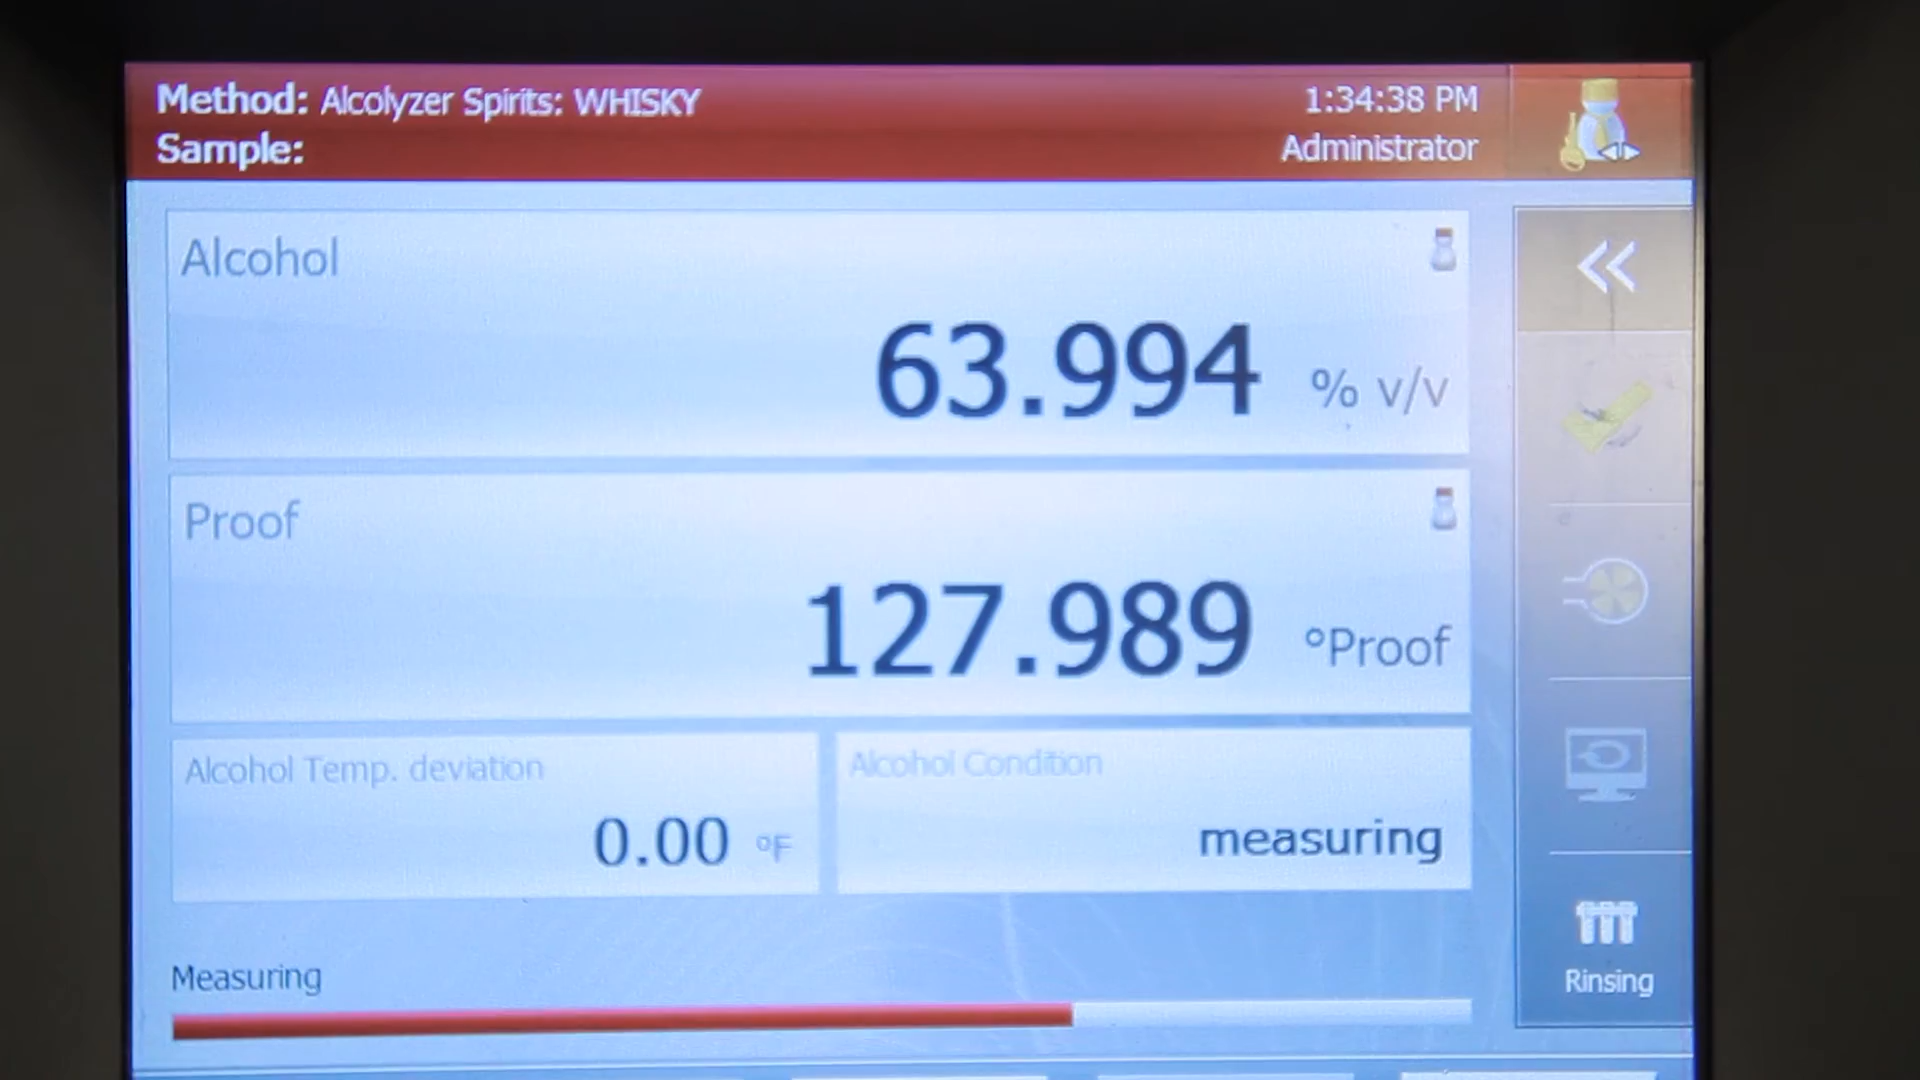 Method: Alcolyzer Spirits: WHISKY
1:34:38 PM
Sample:
Administrator
Alcohol
63.994 % v/v
Proof
127.989 °Proof
Alcohol Temp. deviation
0.00 °F
Alcohol Condition
measuring
Measuring
Rinsing